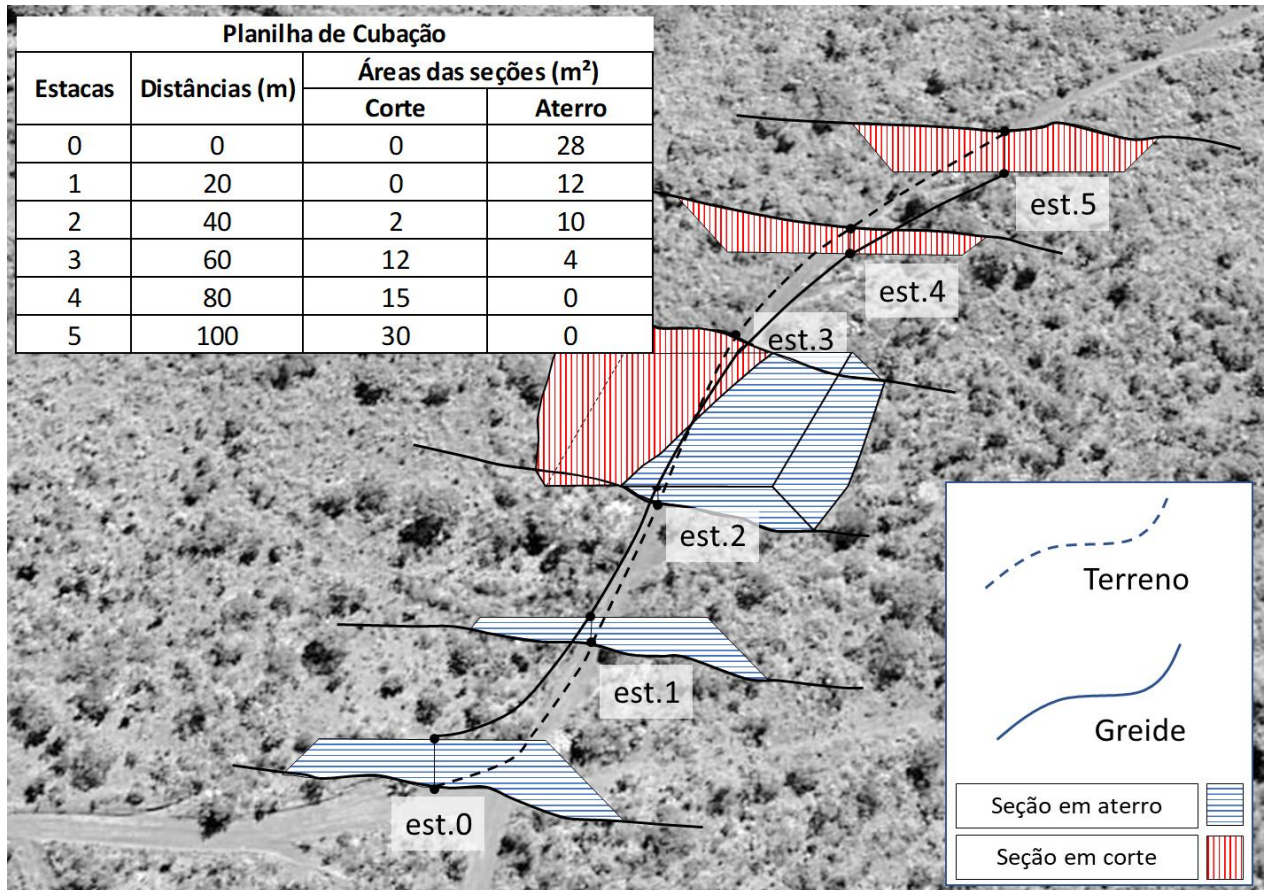 Planilha de Cubação
Estacas Distâncias (m) Áreas das seções (m²)
Corte Aterro
0 0 0 28
1 20 0 12
2 40 2 10
3 60 12 4
4 80 15 0
5 100 30 0
est.5
est.4
est.3
est.2
est.1
est.0
Terreno
Greide
Seção em aterro
Seção em corte